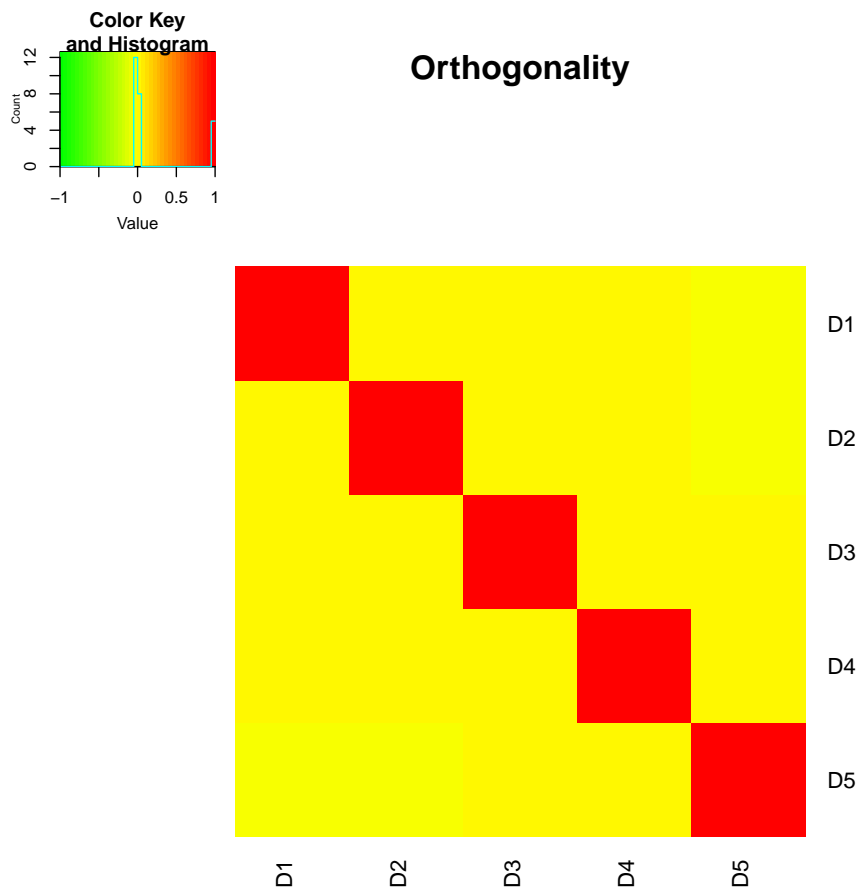 Color Key
and Histogram
Count
0 4 8 12
−1 0 0.5 1
Value
Orthogonality
D1
D2
D3
D4
D5
D1 D2 D3 D4 D5